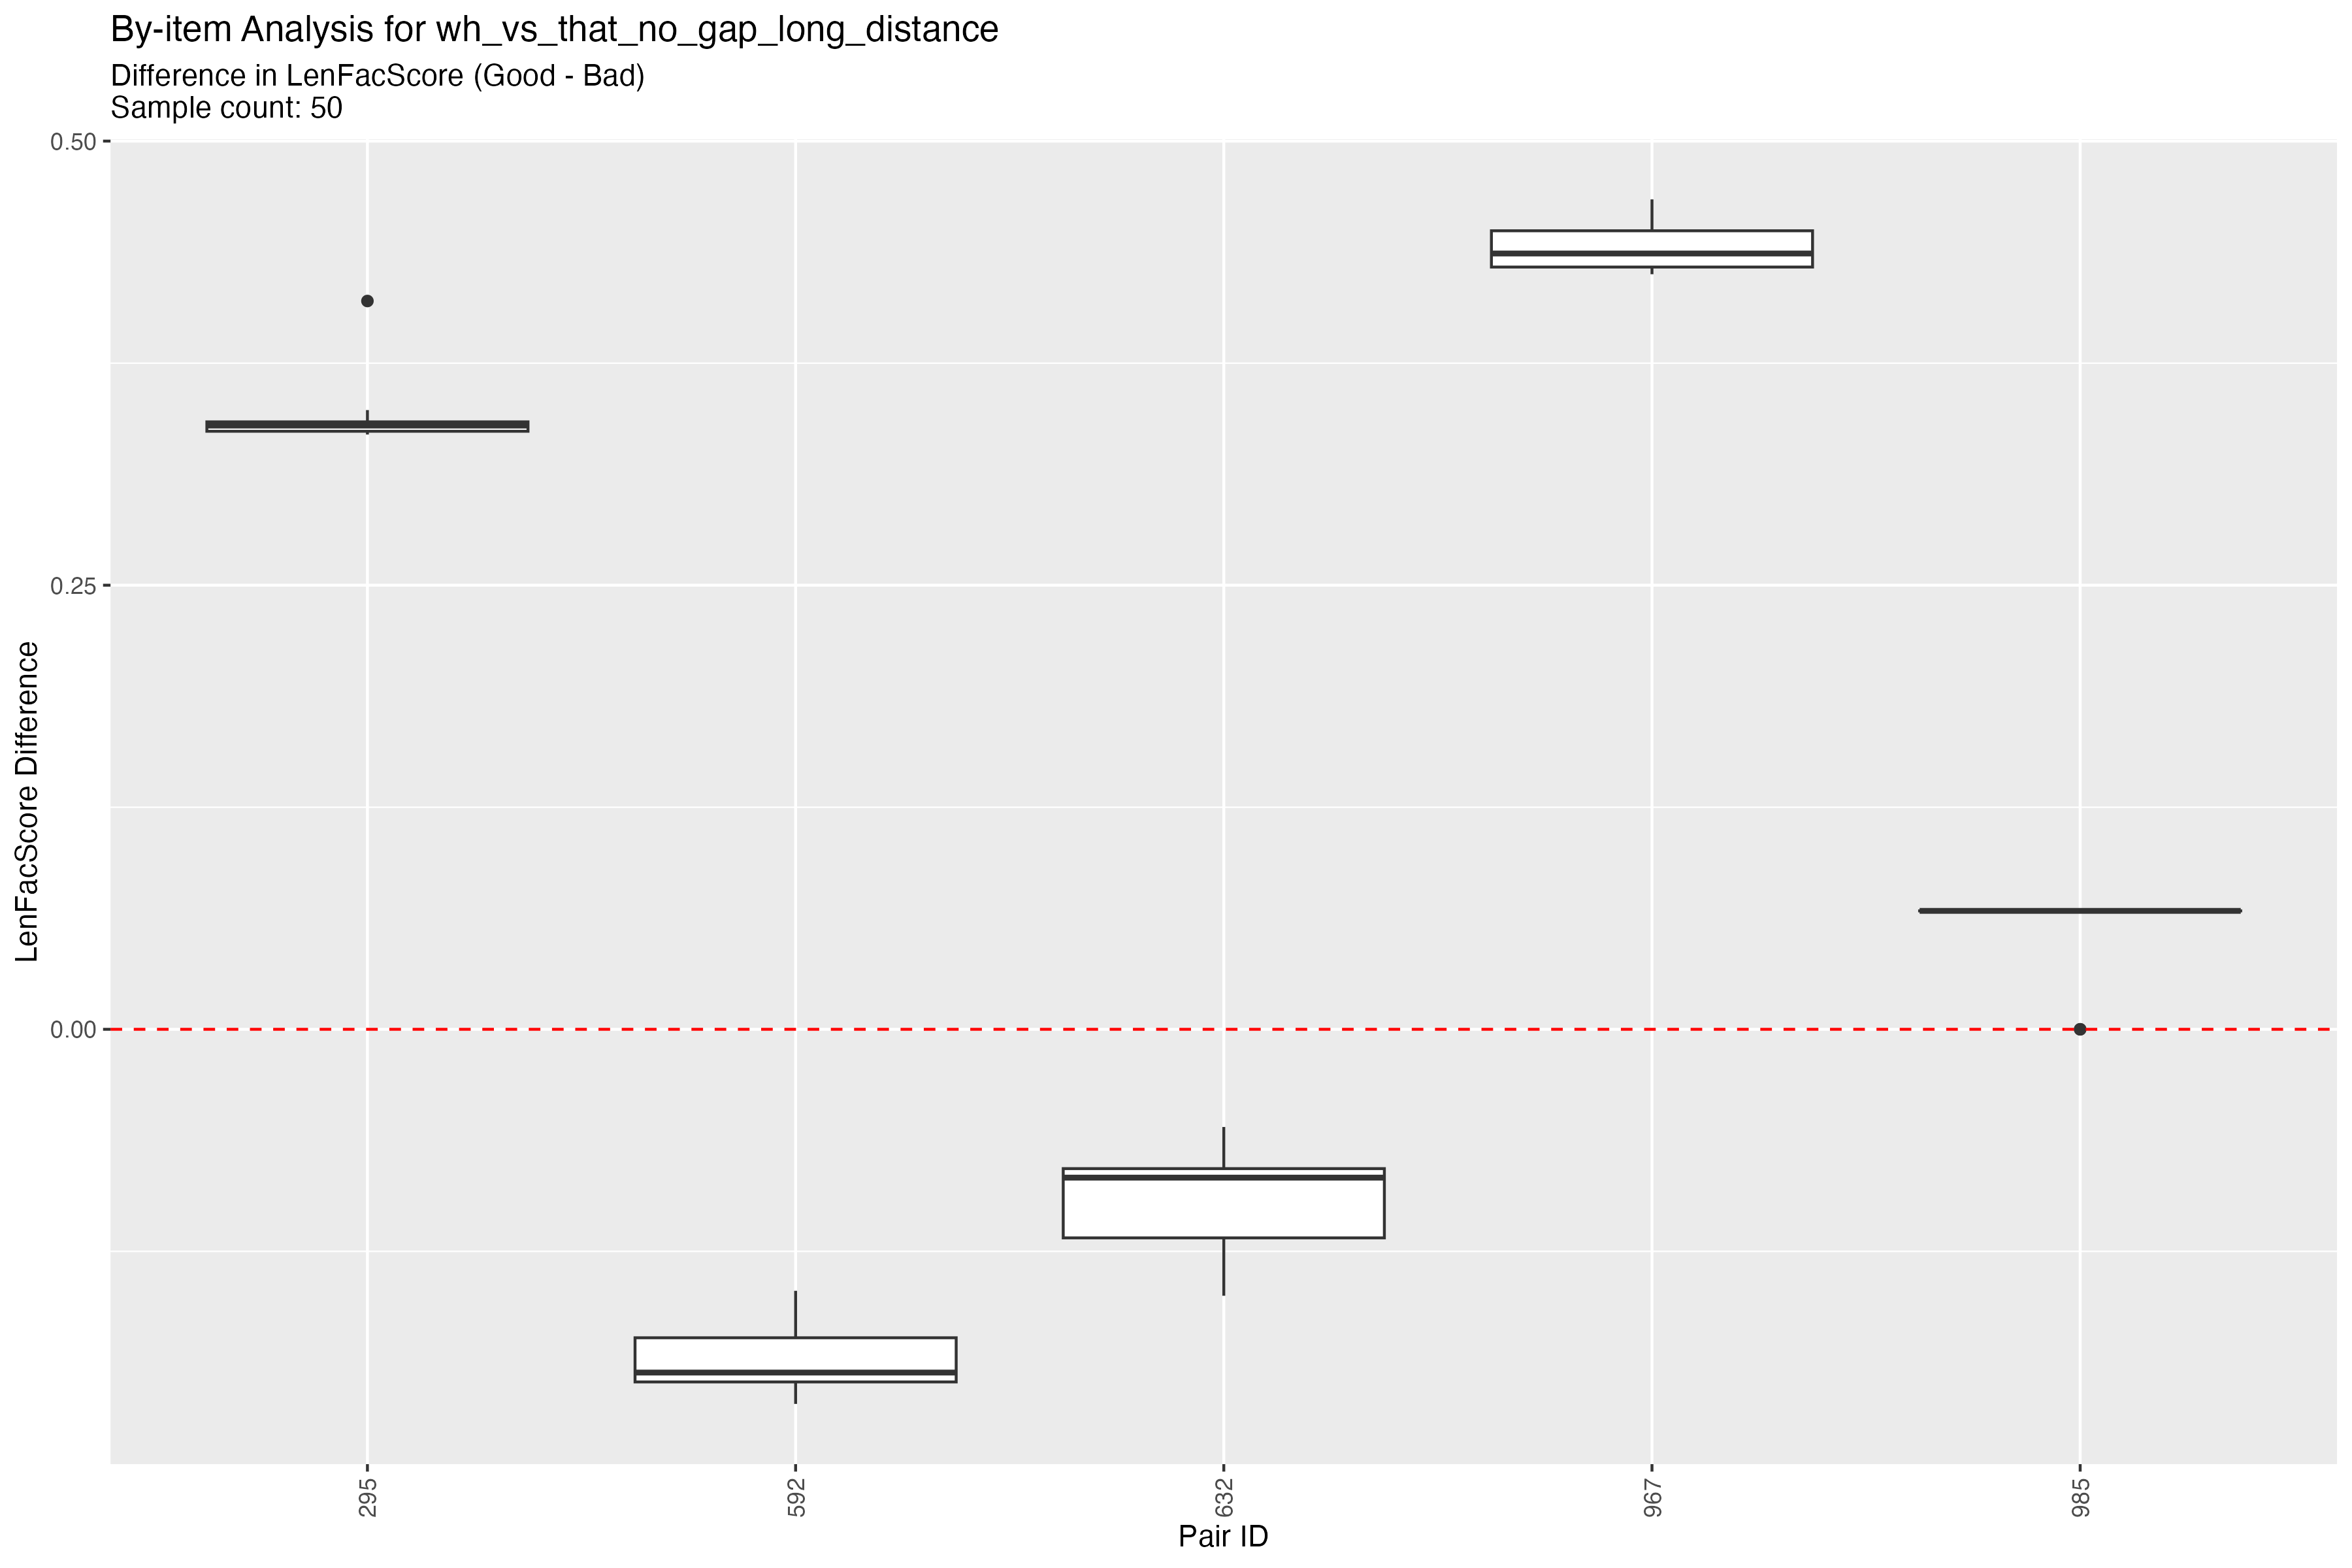 By-item Analysis for wh_vs_that_no_gap_long_distance
Difference in LenFacScore (Good - Bad)
Sample count: 50
0.50
0.25
0.00
LenFacScore Difference
295
592
632
967
985
Pair ID